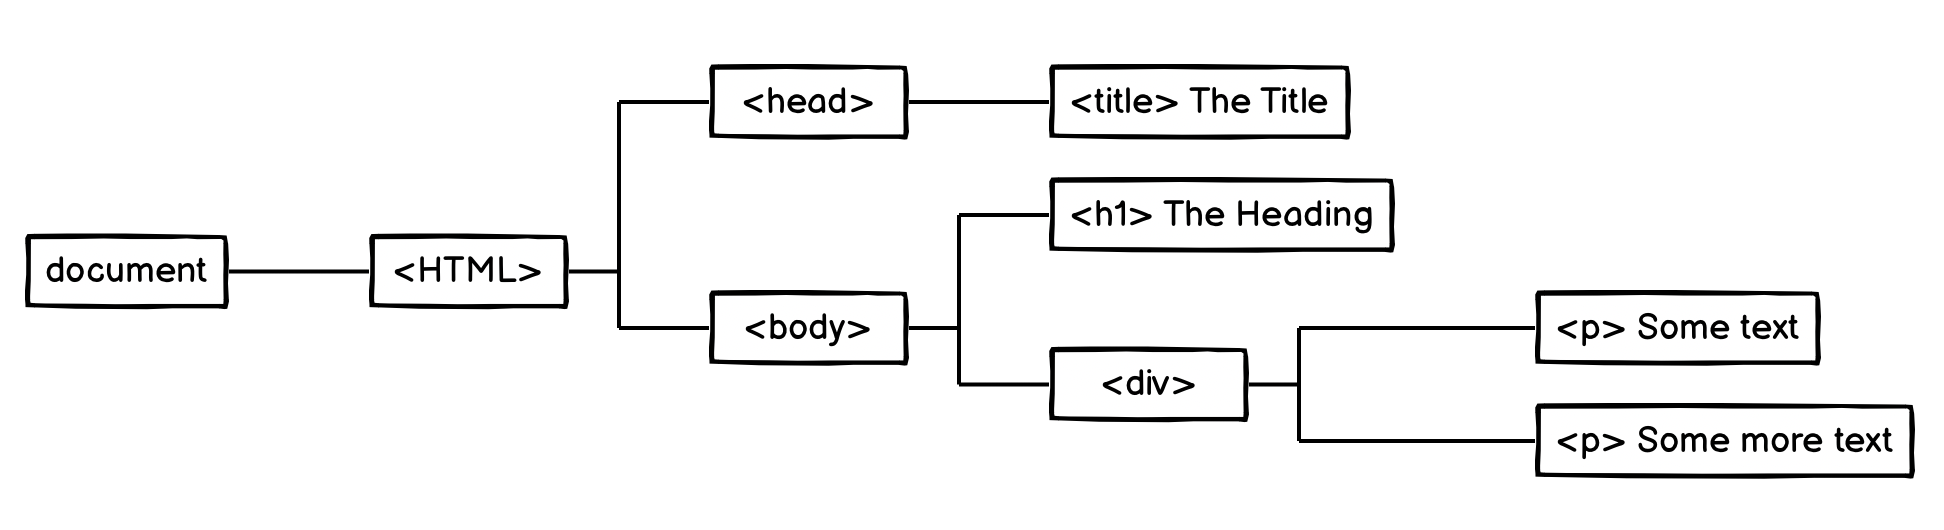 document
<HTML>
<head>
<title> The Title
<body>
<h1> The Heading
<div>
<p> Some text
<p> Some more text